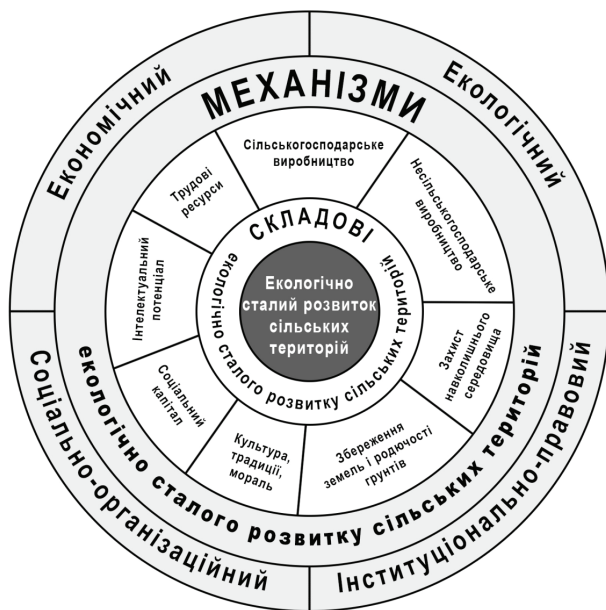 Економічний
Екологічний
МЕХАНІЗМИ
екологічно сталого розвитку сільських територій
Соціально-організаційний
Інституціонально-правовий
Сільськогосподарське
виробництво
Несільськогосподарське
виробництво
Захист
навколишнього
середовища
Збереження
земель і родючості
грунтів
Культура,
традиції,
мораль
Соціальний
капітал
Інтелектуальний
потенціал
Трудові
ресурси
СКЛАДОВІ
екологічно сталого розвитку сільських територій
Екологічно
сталий розвиток
сільських
територій